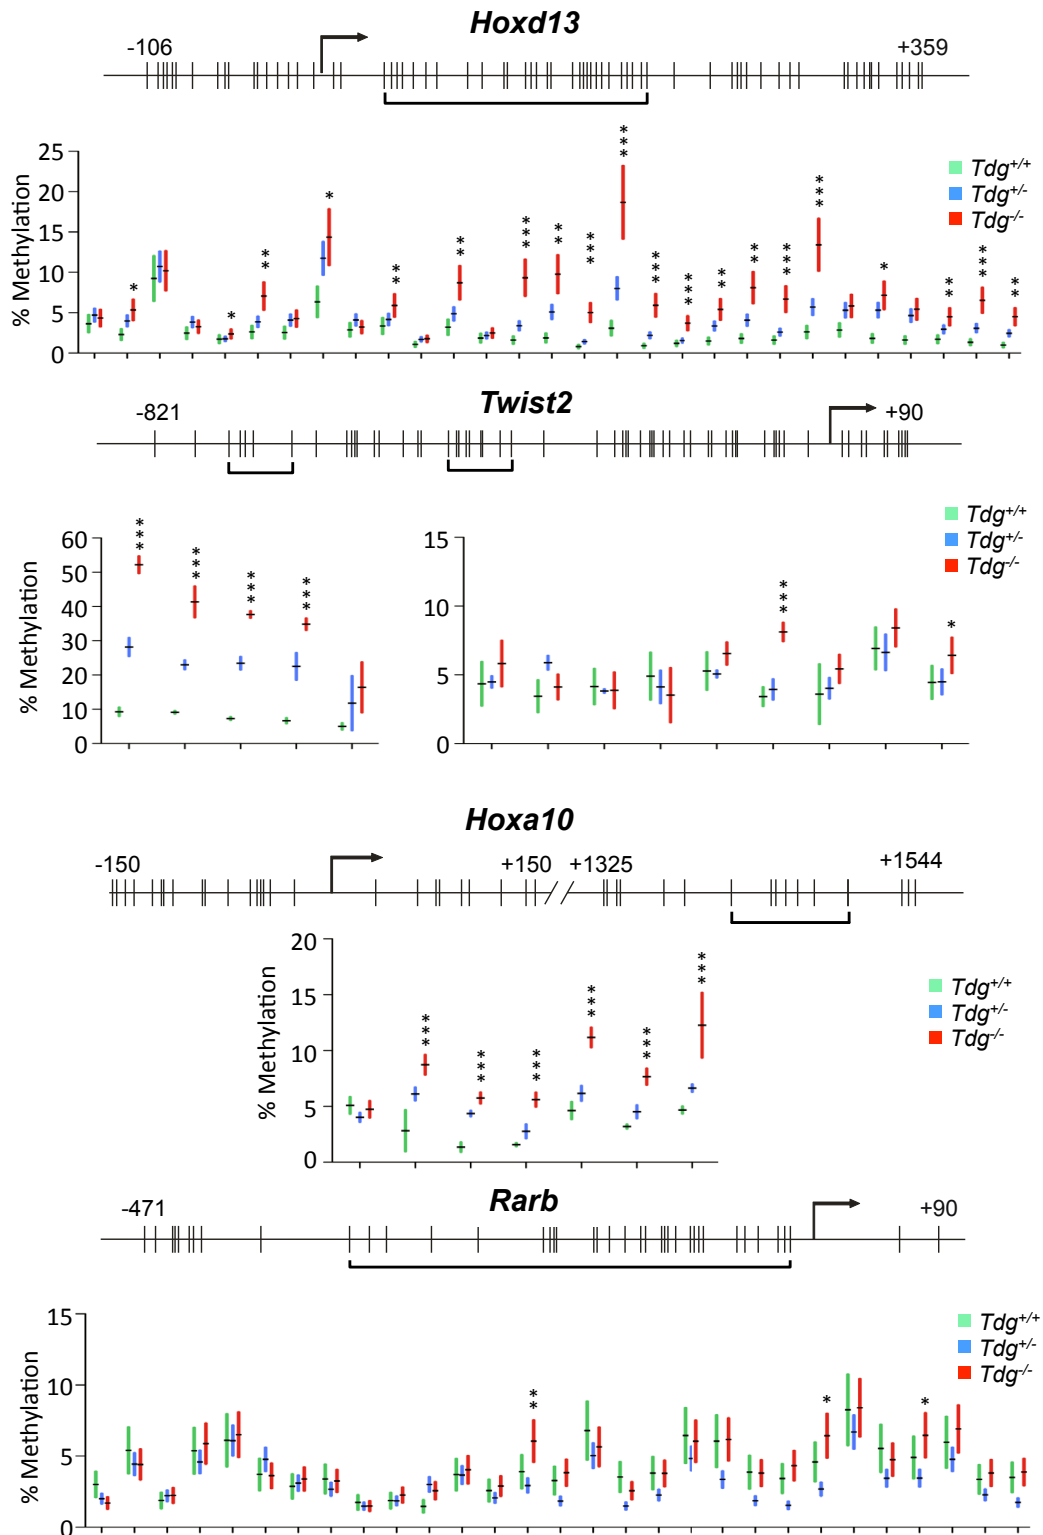 Hoxd13
-106 +359
25
20
15
10
5
0
% Methylation
Tdg+/+
Tdg+/-
Tdg-/-
* * ** * ** ** *** ** *** *** *** *** ** ** *** *** * ** *** **
Twist2
-821 +90
60
50
40
30
20
10
0
% Methylation
*** *** *** ***
15
10
5
0
*** *
Tdg+/+
Tdg+/-
Tdg-/-
Hoxa10
-150 +150 +1325 +1544
20
15
10
5
0
% Methylation
*** *** *** *** *** ***
Tdg+/+
Tdg+/-
Tdg-/-
Rarb
-471 +90
15
10
5
0
% Methylation
** * *
Tdg+/+
Tdg+/-
Tdg-/-